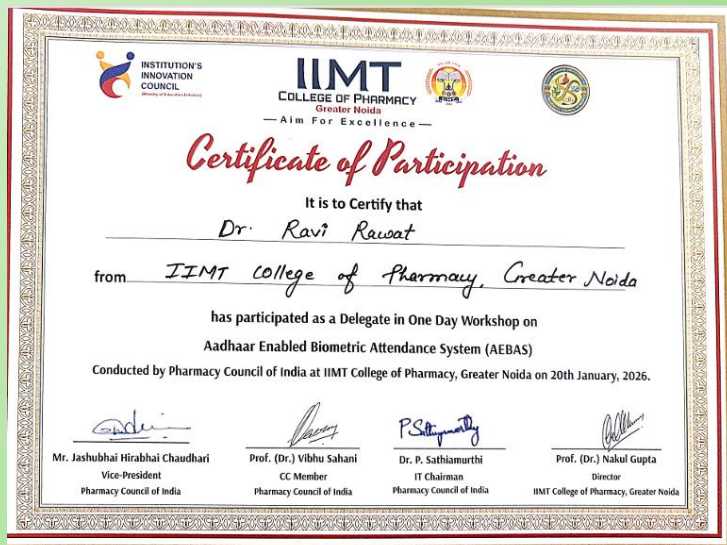 INSTITUTION'S
INNOVATION
COUNCIL
(Ministry of Education Initiative)
IIMT
COLLEGE OF PHARMACY
Greater Noida
Aim For Excellence
Certificate of Participation
It is to Certify that
Dr. Ravi Rawat
from IIMT College of Pharmacy, Greater Noida
has participated as a Delegate in One Day Workshop on
Aadhaar Enabled Biometric Attendance System (AEBAS)
Conducted by Pharmacy Council of India at IIMT College of Pharmacy, Greater Noida on 20th January, 2026.
P. Sathiyamurthy
Mr. Jashubhai Hirabhai Chaudhari
Vice-President
Pharmacy Council of India
Prof. (Dr.) Vibhu Sahani
CC Member
Pharmacy Council of India
Dr. P. Sathiamurthi
IT Chairman
Pharmacy Council of India
Prof. (Dr.) Nakul Gupta
Director
IIMT College of Pharmacy, Greater Noida